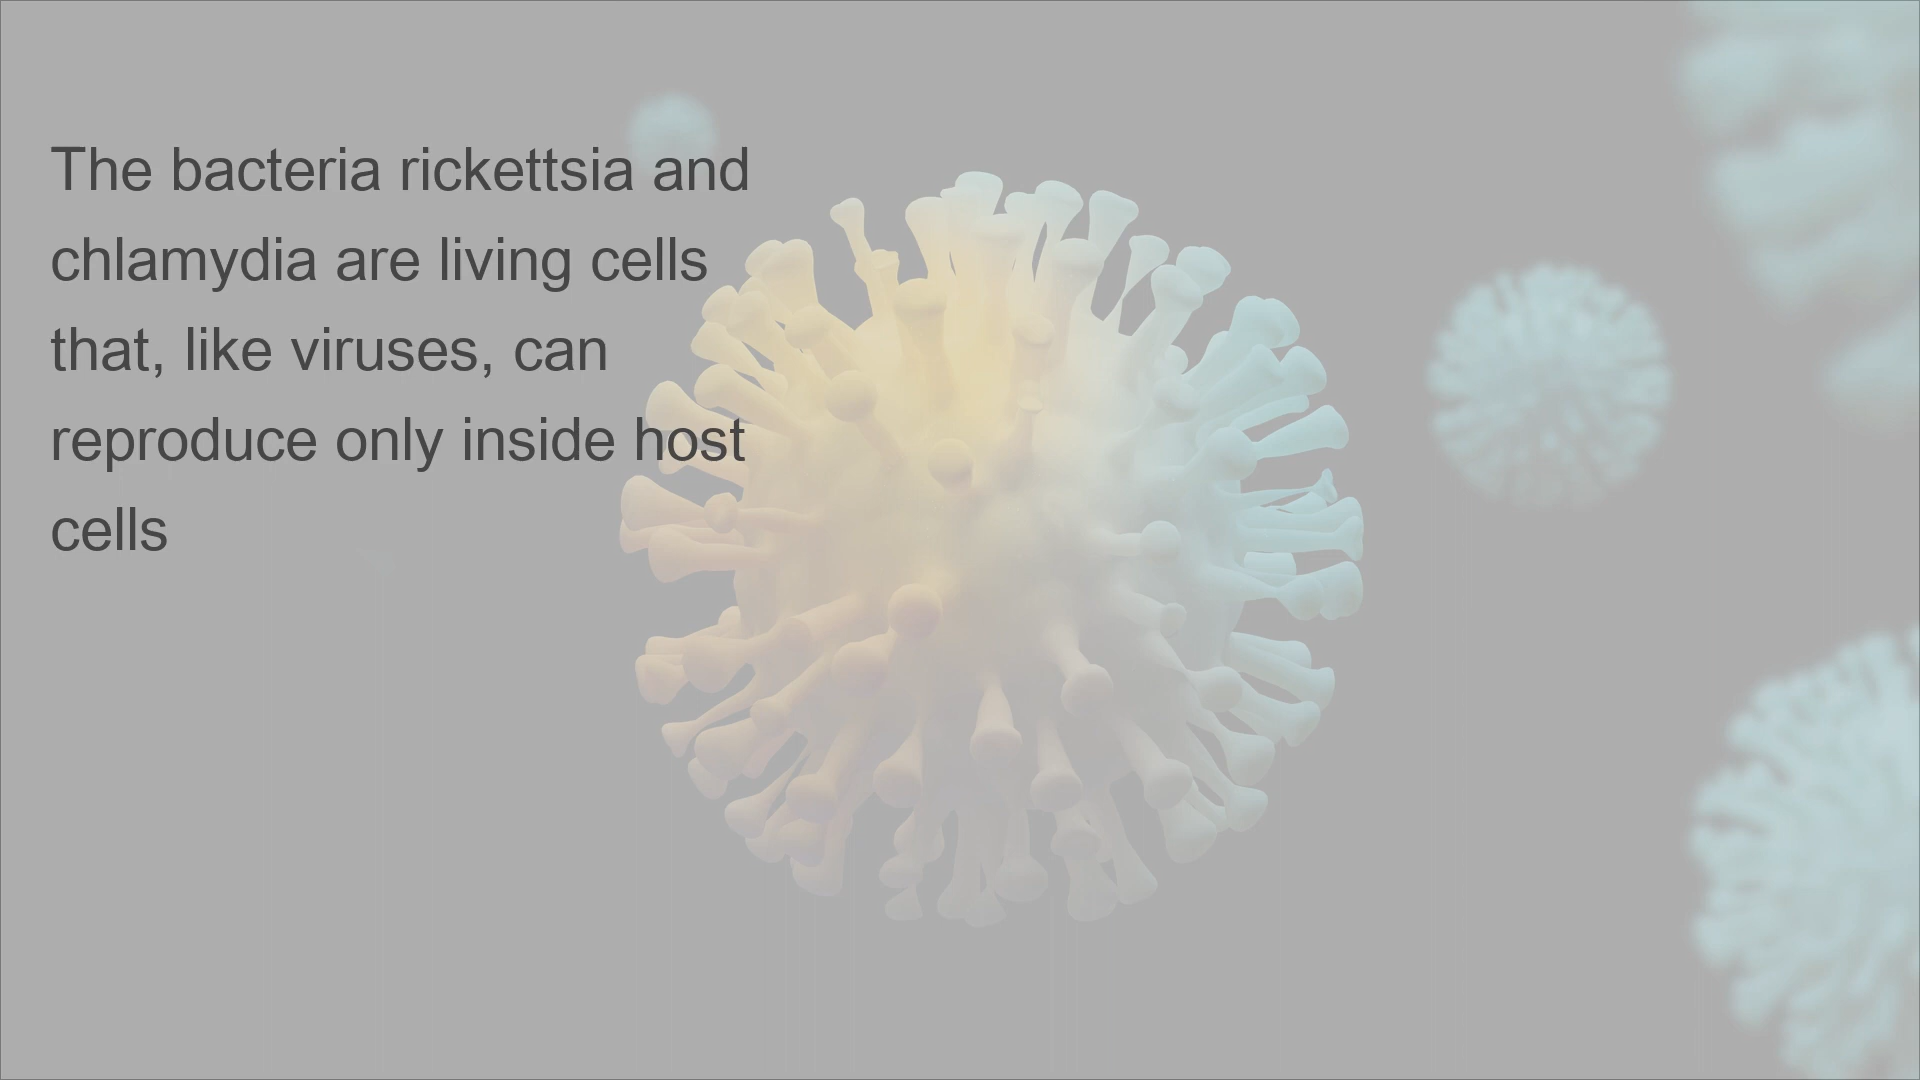 The bacteria rickettsia and
chlamydia are living cells
that, like viruses, can
reproduce only inside host
cells